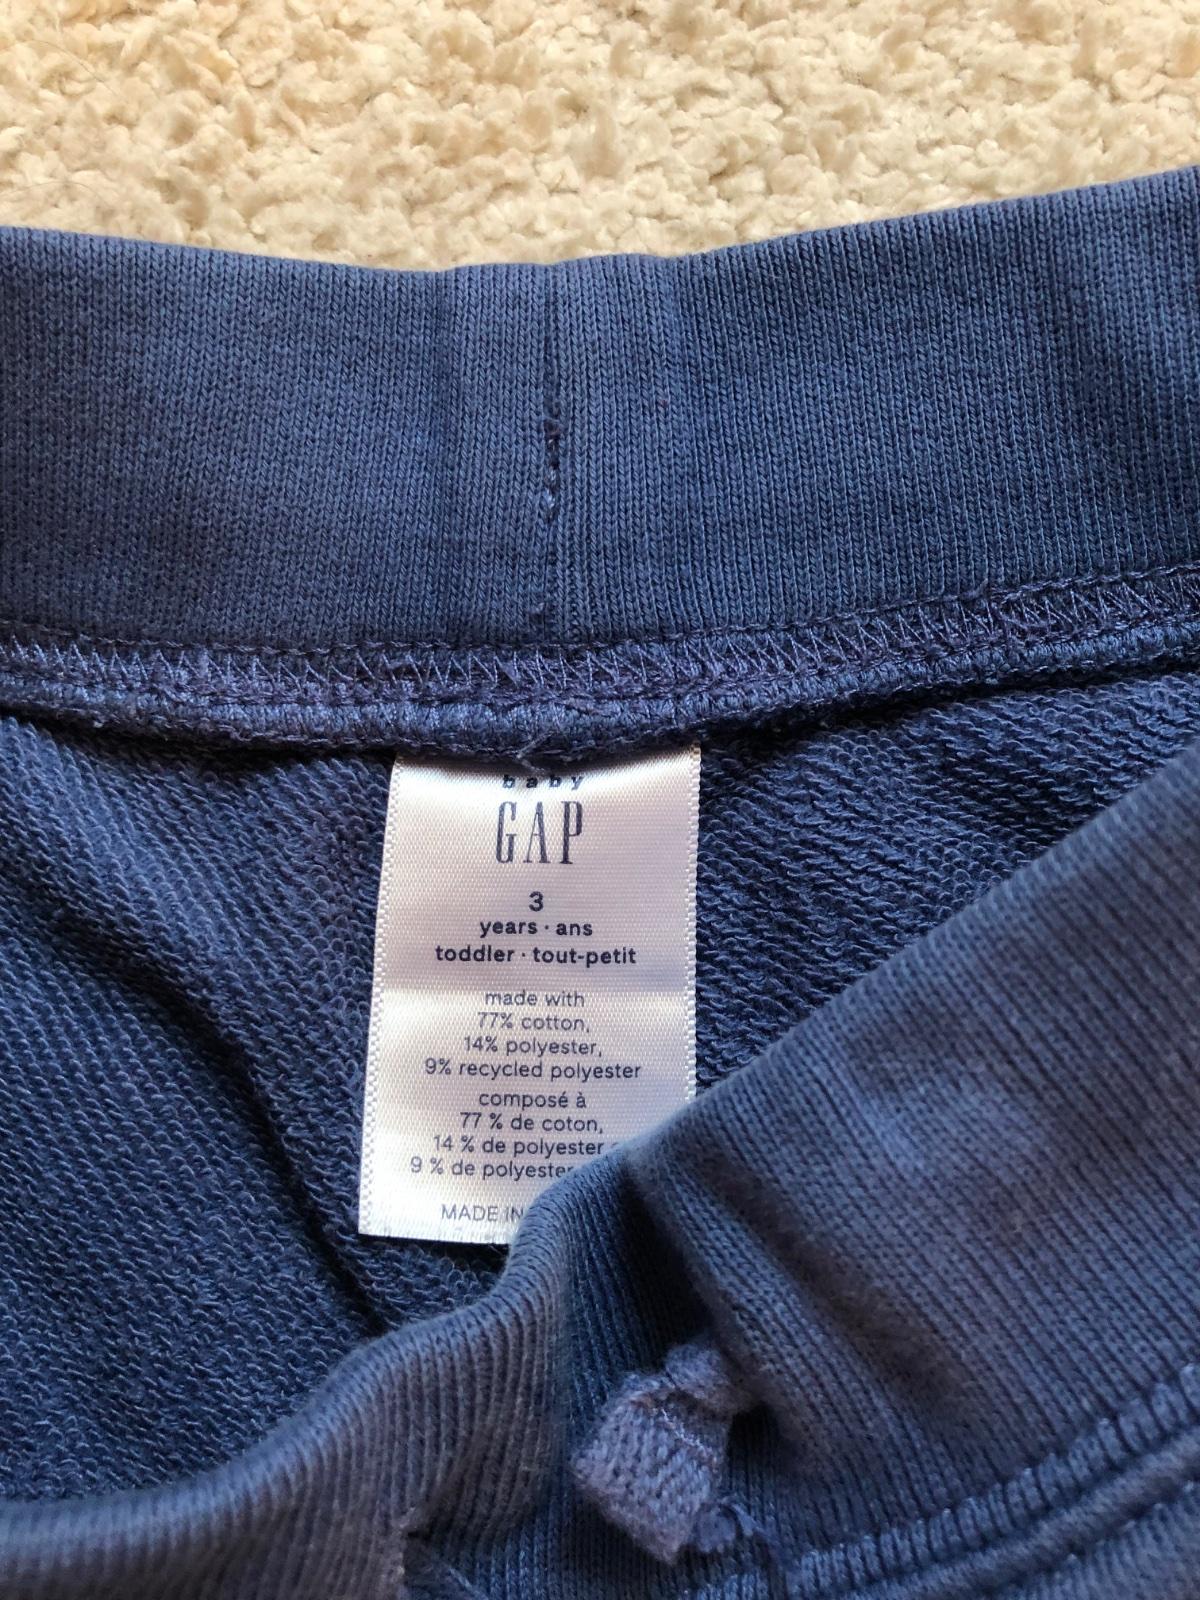 baby
GAP
3
years · ans
toddler · tout-petit
made with
77% cotton,
14% polyester,
9% recycled polyester
composé à
77 % de coton,
14 % de polyester
9 % de polyester
MADE IN